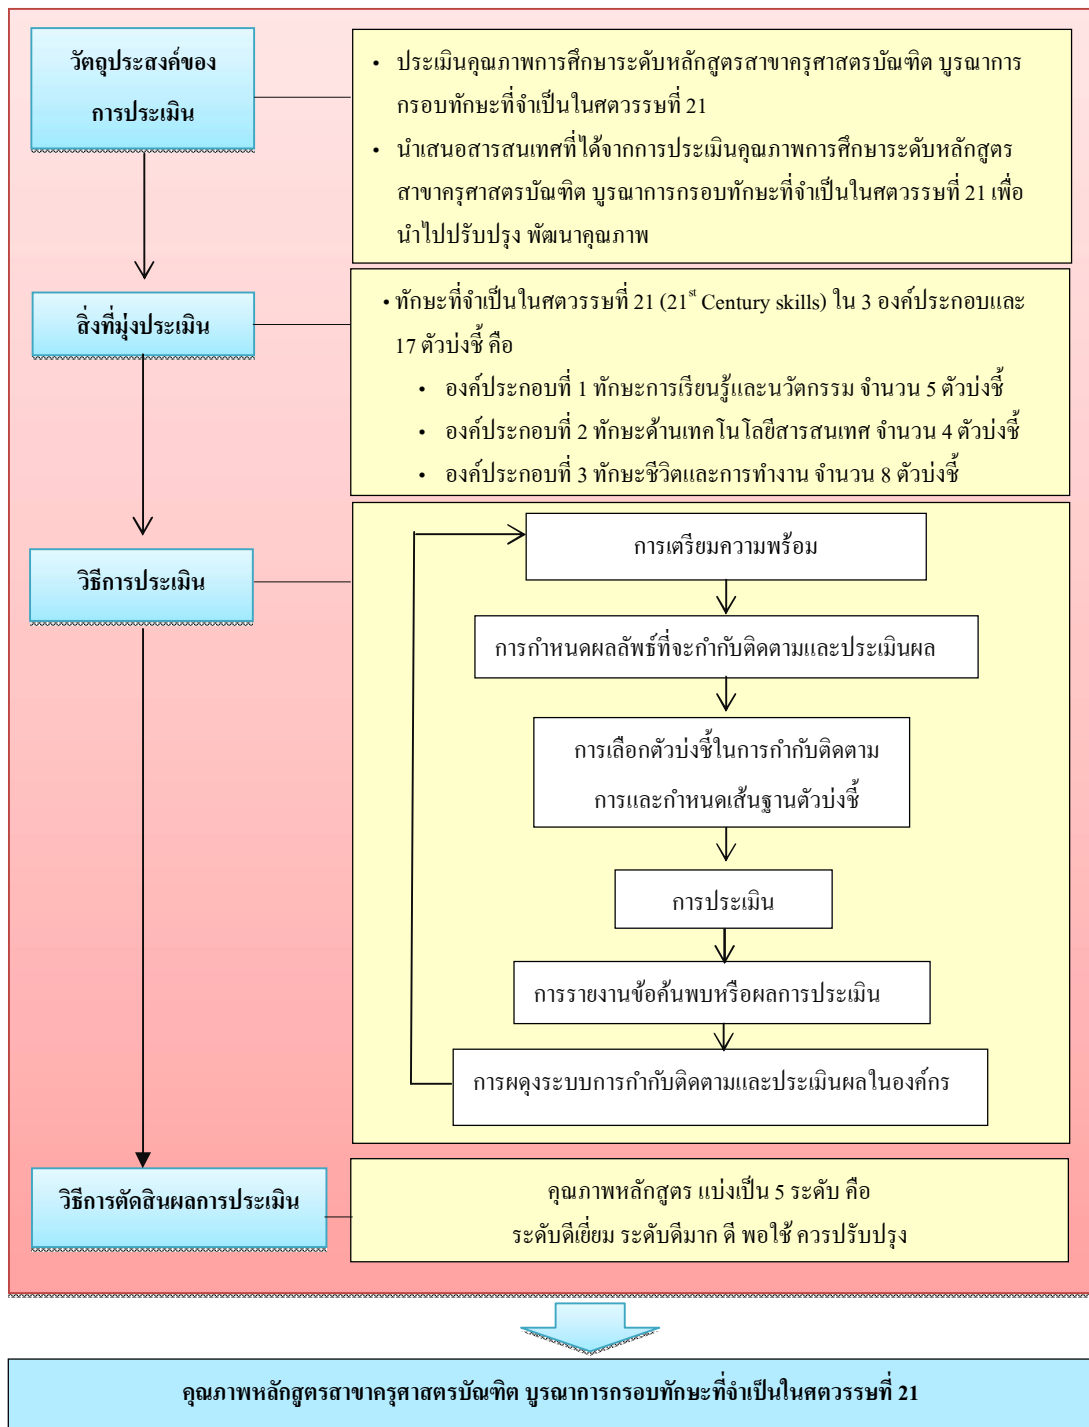 วัตถุประสงค์ของ
การประเมิน
• ประเมินคุณภาพการศึกษาระดับหลักสูตรสาขาครุศาสตรบัณฑิต บูรณาการ
กรอบทักษะที่จำเป็นในศตวรรษที่ 21
• นำเสนอสารสนเทศที่ได้จากการประเมินคุณภาพการศึกษาระดับหลักสูตร
สาขาครุศาสตรบัณฑิต บูรณาการกรอบทักษะที่จำเป็นในศตวรรษที่ 21 เพื่อ
นำไปปรับปรุง พัฒนาคุณภาพ
สิ่งที่มุ่งประเมิน
• ทักษะที่จำเป็นในศตวรรษที่ 21 (21st Century skills) ใน 3 องค์ประกอบและ
17 ตัวบ่งชี้ คือ
• องค์ประกอบที่ 1 ทักษะการเรียนรู้และนวัตกรรม จำนวน 5 ตัวบ่งชี้
• องค์ประกอบที่ 2 ทักษะด้านเทคโนโลยีสารสนเทศ จำนวน 4 ตัวบ่งชี้
• องค์ประกอบที่ 3 ทักษะชีวิตและการทำงาน จำนวน 8 ตัวบ่งชี้
วิธีการประเมิน
การเตรียมความพร้อม
การกำหนดผลลัพธ์ที่จะกำกับติดตามและประเมินผล
การเลือกตัวบ่งชี้ในการกำกับติดตาม
การและกำหนดเส้นฐานตัวบ่งชี้
การประเมิน
การรายงานข้อค้นพบหรือผลการประเมิน
การผดุงระบบการกำกับติดตามและประเมินผลในองค์กร
วิธีการตัดสินผลการประเมิน
คุณภาพหลักสูตร แบ่งเป็น 5 ระดับ คือ
ระดับดีเยี่ยม ระดับดีมาก ดี พอใช้ ควรปรับปรุง
คุณภาพหลักสูตรสาขาครุศาสตรบัณฑิต บูรณาการกรอบทักษะที่จำเป็นในศตวรรษที่ 21